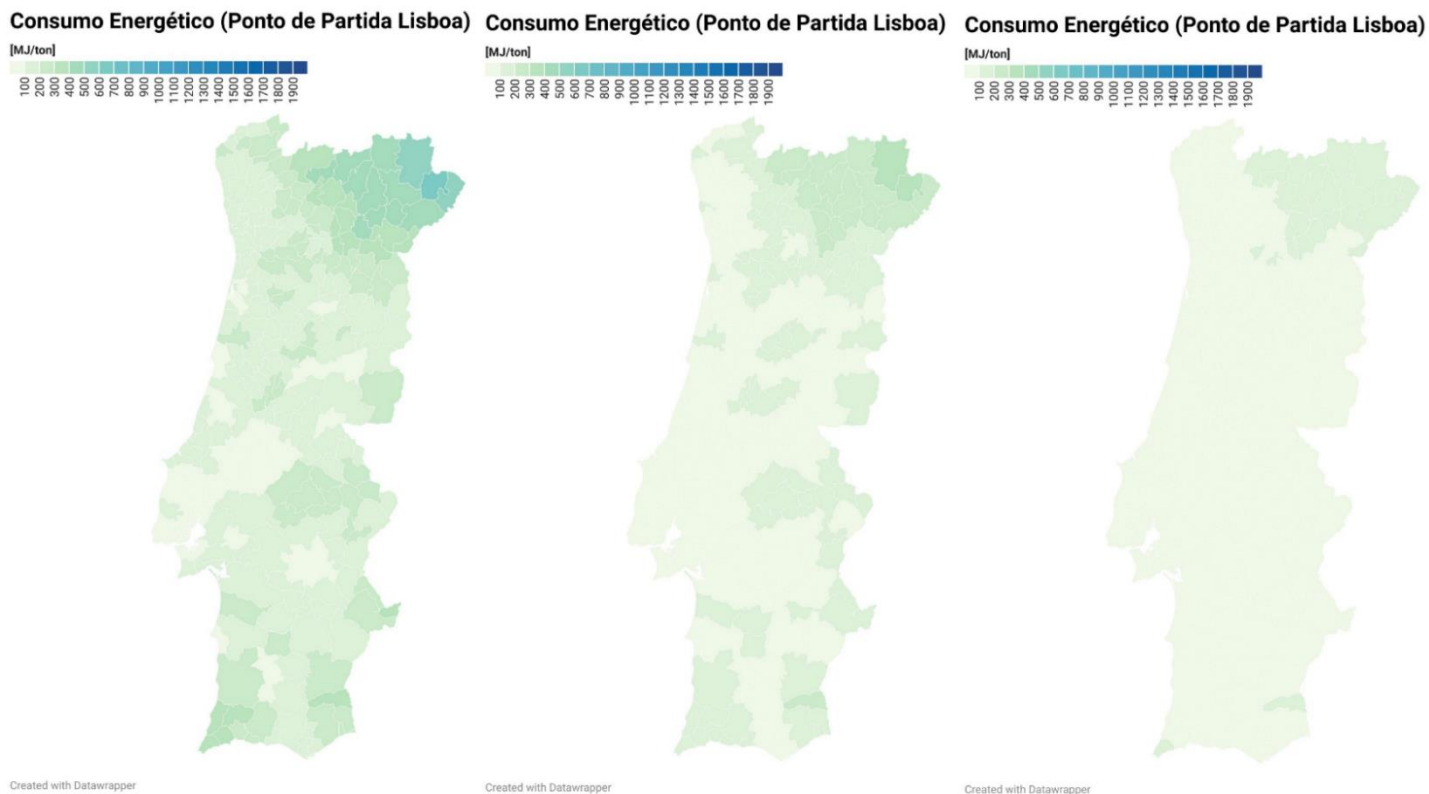 Consumo Energético (Ponto de Partida Lisboa)
[MJ/ton]
100 200 300 400 500 600 700 800 900 1000 1100 1200 1300 1400 1500 1600 1700 1800 1900
Created with Datawrapper
Consumo Energético (Ponto de Partida Lisboa)
[MJ/ton]
100 200 300 400 500 600 700 800 900 1000 1100 1200 1300 1400 1500 1600 1700 1800 1900
Created with Datawrapper
Consumo Energético (Ponto de Partida Lisboa)
[MJ/ton]
100 200 300 400 500 600 700 800 900 1000 1100 1200 1300 1400 1500 1600 1700 1800 1900
Created with Datawrapper